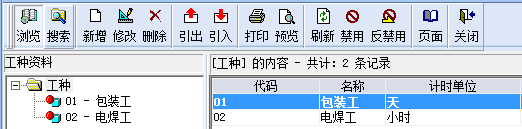 浏览 搜索 新增 修改 删除 引出 引入 打印 预览 刷新 禁用 反禁用 页面 关闭
工种资料
工种
01 - 包装工
02 - 电焊工
[工种] 的内容 - 共计: 2 条记录
代码 名称 计时单位
01 包装工 天
02 电焊工 小时